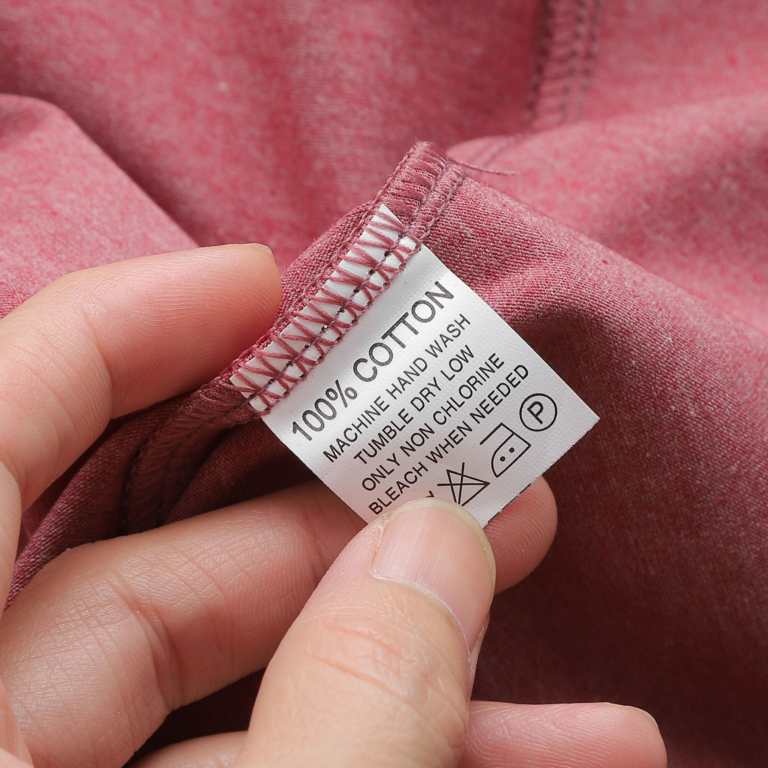 100% COTTON
MACHINE HAND WASH
TUMBLE DRY LOW
ONLY NON CHLORINE
BLEACH WHEN NEEDED
P